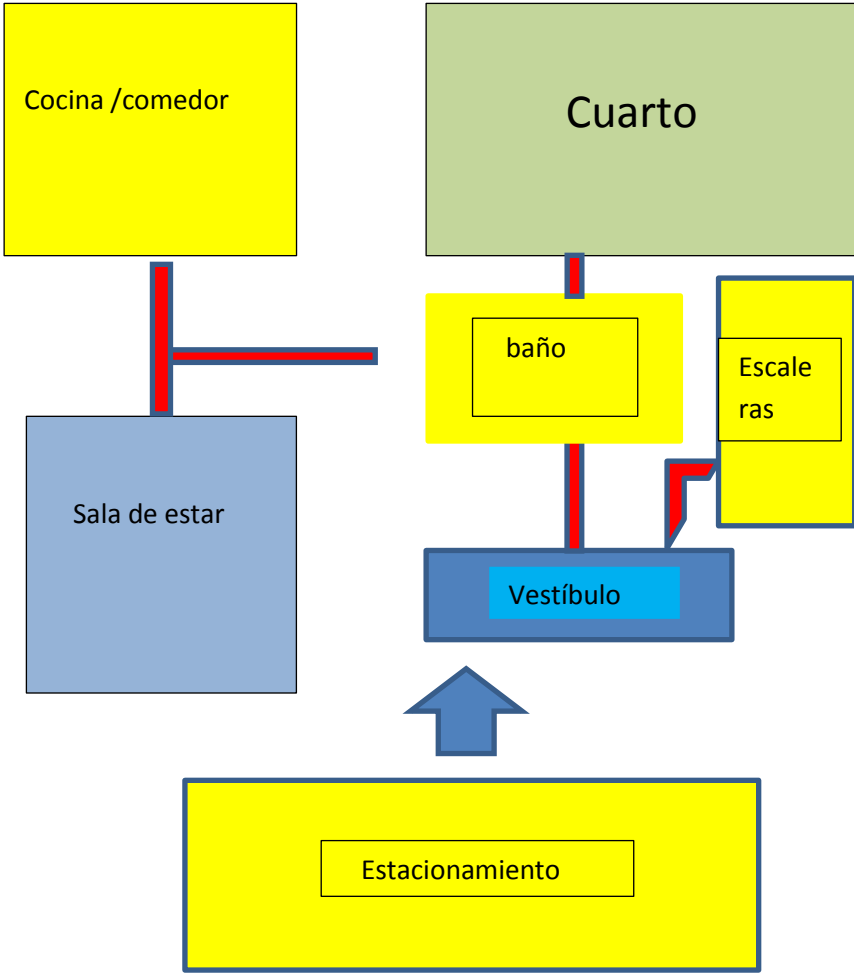 Cocina /comedor
Cuarto
baño
Escale
ras
Sala de estar
Vestíbulo
Estacionamiento